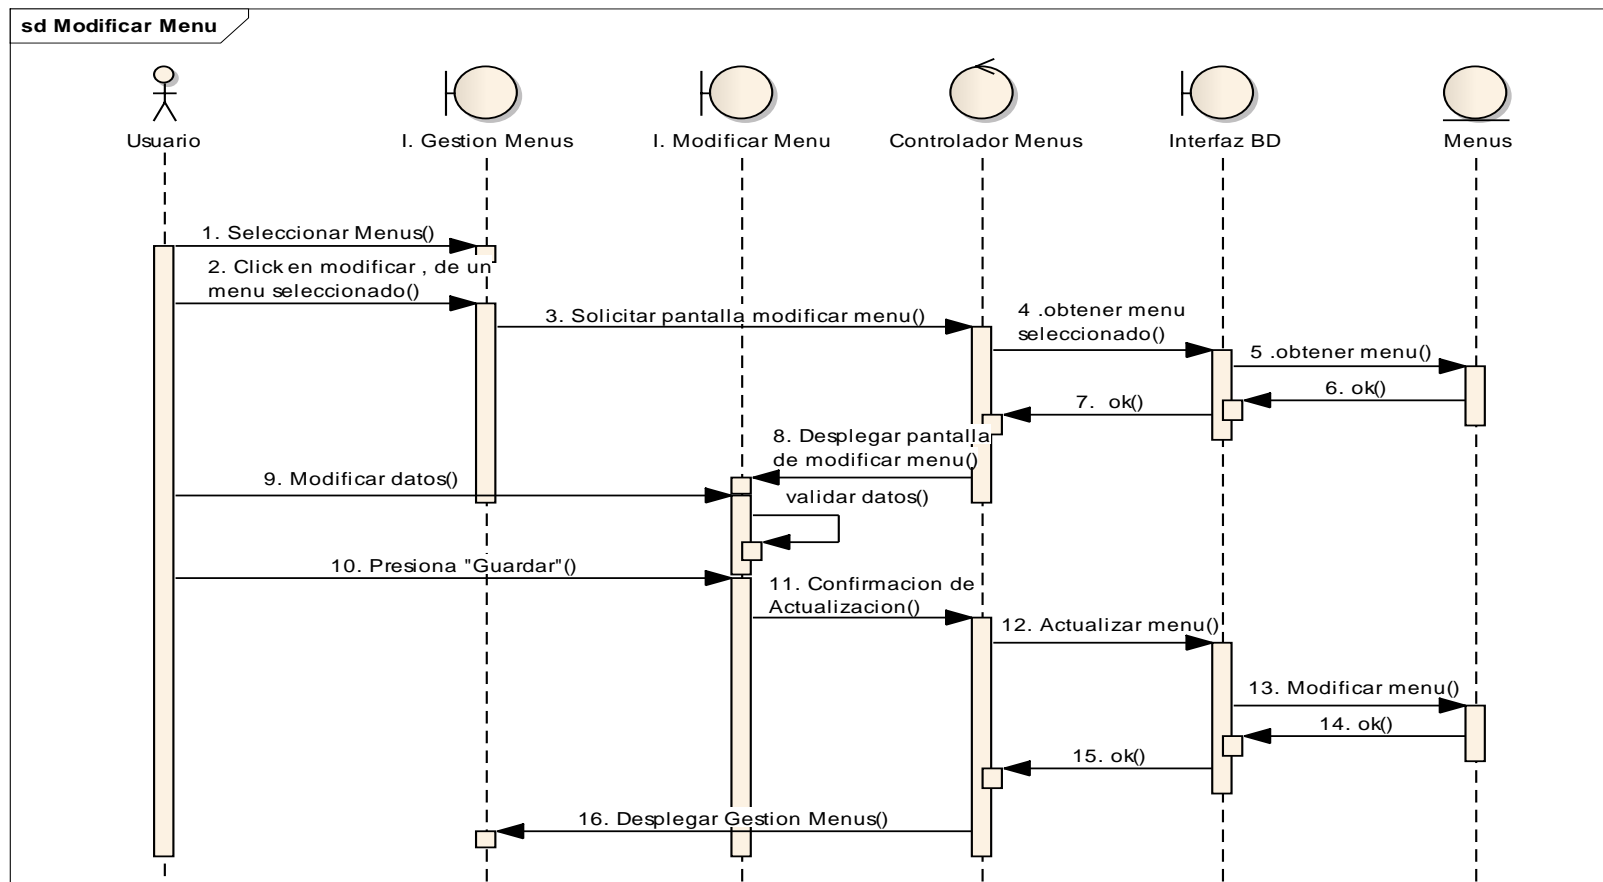 sd Modificar Menu
Usuario
I. Gestion Menus
I. Modificar Menu
Controlador Menus
Interfaz BD
Menus
1. Seleccionar Menus()
2. Click en modificar , de un
menu seleccionado()
3. Solicitar pantalla modificar menu()
4 .obtener menu
seleccionado()
5 .obtener menu()
6. ok()
7. ok()
8. Desplegar pantalla
de modificar menu()
9. Modificar datos()
validar datos()
10. Presiona "Guardar"()
11. Confirmacion de
Actualizacion()
12. Actualizar menu()
13. Modificar menu()
14. ok()
15. ok()
16. Desplegar Gestion Menus()